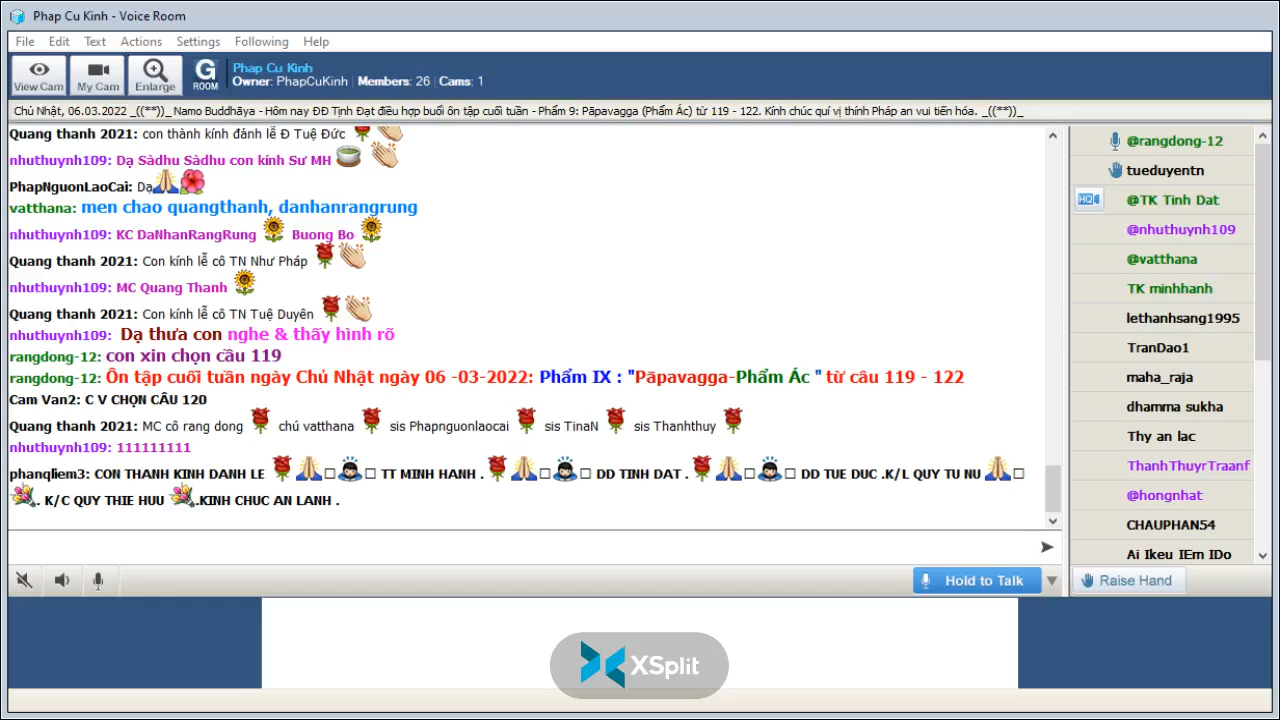 Phap Cu Kinh - Voice Room
File Edit Text Actions Settings Following Help
View Cam My Cam Enlarge G ROOM
Phap Cu Kinh
Owner: PhapCuKinh | Members: 26 | Cams: 1
Chủ Nhật, 06.03.2022 _((**))_ Namo Buddhāya - Hôm nay ĐĐ Tịnh Đạt điều hợp buổi ôn tập cuối tuần - Phẩm 9: Pāpavagga (Phẩm Ác) từ 119 - 122. Kính chúc quí vị thính Pháp an vui tiến hóa. _((**))_
Quang thanh 2021: con thành kính đảnh lễ Đ Tuệ Đức
nhuthuynh109: Dạ Sàdhu Sàdhu con kính Sư MH
PhapNguonLaoCai: Dạ
vatthana: men chao quangthanh, danhanrangrung
nhuthuynh109: KC DaNhanRangRung Buong Bo
Quang thanh 2021: Con kính lễ cô TN Như Pháp
nhuthuynh109: MC Quang Thanh
Quang thanh 2021: Con kính lễ cô TN Tuệ Duyên
nhuthuynh109: Dạ thưa con nghe & thấy hình rõ
rangdong-12: con xin chọn cầu 119
rangdong-12: Ôn tập cuối tuần ngày Chủ Nhật ngày 06 -03-2022: Phẩm IX : "Pāpavagga-Phẩm Ác " từ câu 119 - 122
Cam Van2: C V CHỌN CÂU 120
Quang thanh 2021: MC cô rang dong chú vatthana sis Phapnguonlaocai sis TinaN sis Thanhthuy
nhuthuynh109: 111111111
phanqliem3: CON THANH KINH DANH LE TT MINH HANH . DD TINH DAT . DD TUE DUC .K/L QUY TU NU
. K/C QUY THIE HUU .KINH CHUC AN LANH .
Hold to Talk
@rangdong-12
tueduyentn
HQ @TK Tinh Dat
@nhuthuynh109
@vatthana
TK minhhanh
lethanhsang1995
TranDao1
maha_raja
dhamma sukha
Thy an lac
ThanhThuyrTraanf
@hongnhat
CHAUPHAN54
Ai Ikeu IEm IDo
Raise Hand
XSplit